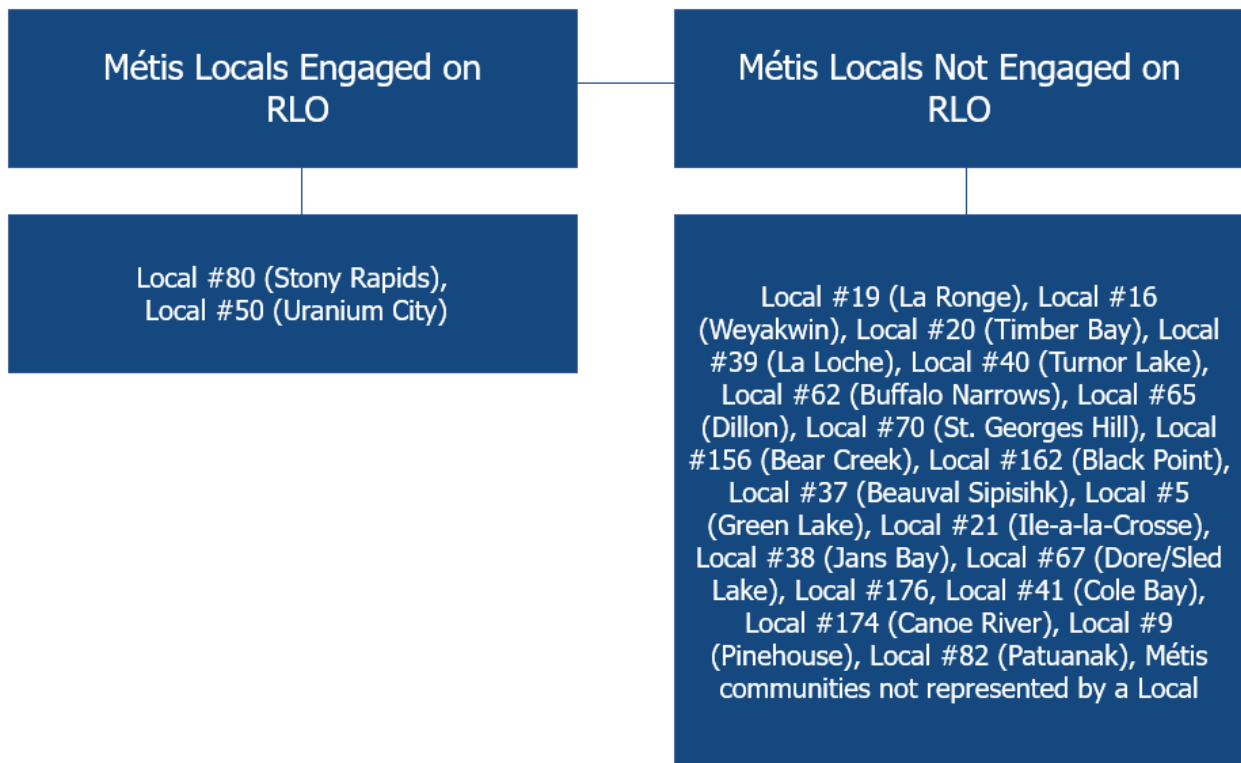 Métis Locals Engaged on
RLO
Métis Locals Not Engaged on
RLO
Local #80 (Stony Rapids),
Local #50 (Uranium City)
Local #19 (La Ronge), Local #16
(Weyakwin), Local #20 (Timber Bay), Local
#39 (La Loche), Local #40 (Turnor Lake),
Local #62 (Buffalo Narrows), Local #65
(Dillon), Local #70 (St. Georges Hill), Local
#156 (Bear Creek), Local #162 (Black Point),
Local #37 (Beauval Sipisihk), Local #5
(Green Lake), Local #21 (Ile-a-la-Crosse),
Local #38 (Jans Bay), Local #67 (Dore/Sled
Lake), Local #176, Local #41 (Cole Bay),
Local #174 (Canoe River), Local #9
(Pinehouse), Local #82 (Patuanak), Métis
communities not represented by a Local